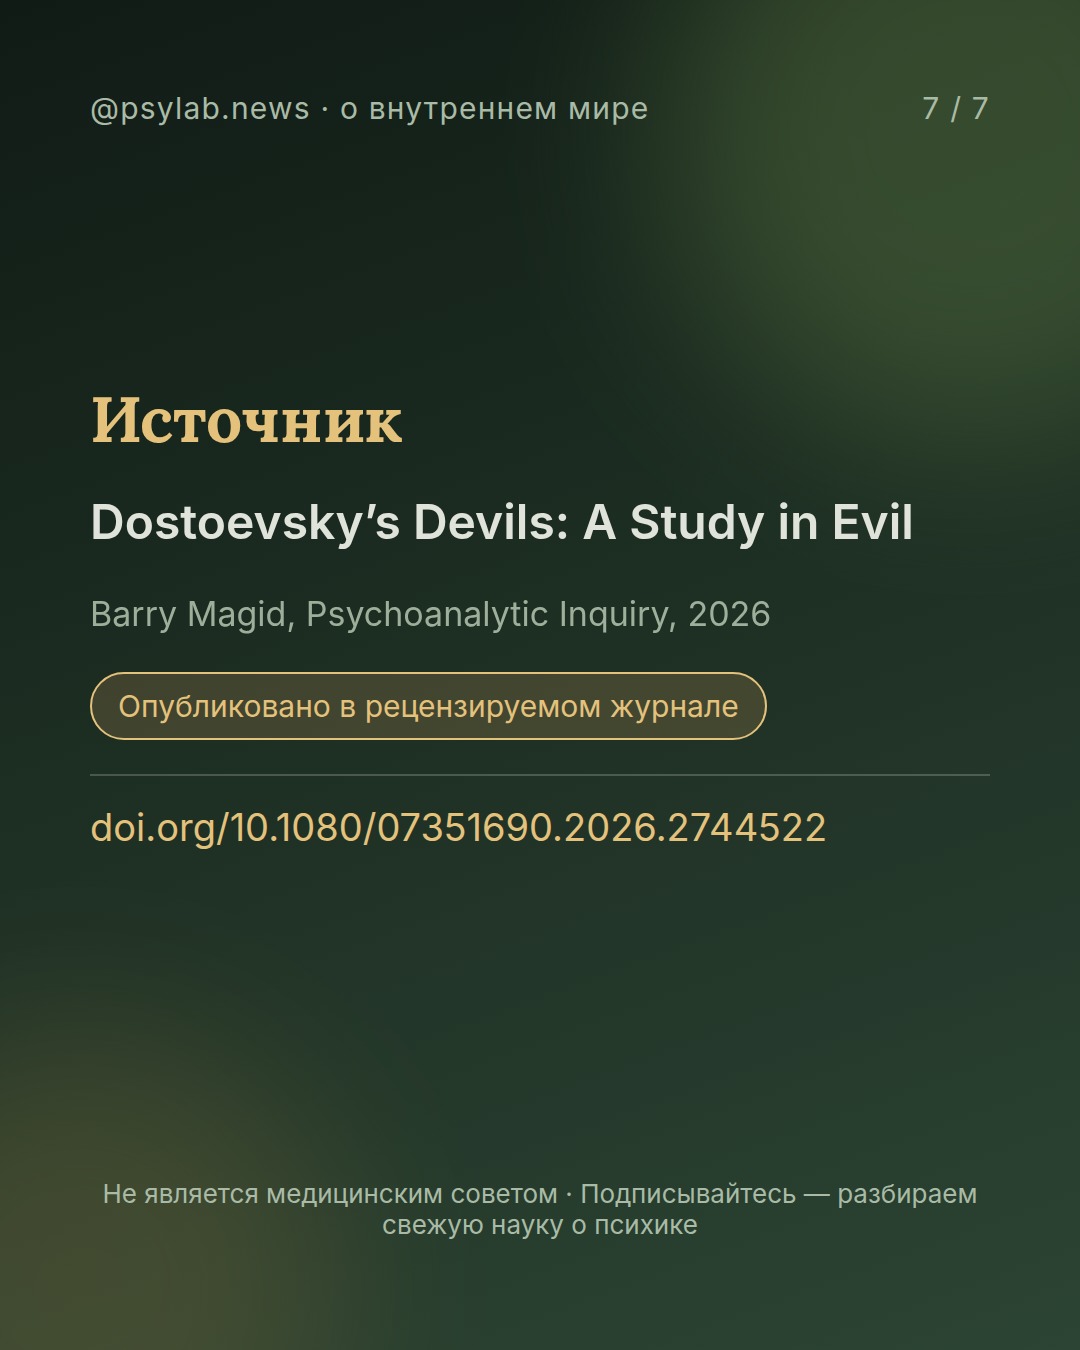 @psylab.news · о внутреннем мире
7 / 7
Источник
Dostoevsky’s Devils: A Study in Evil
Barry Magid, Psychoanalytic Inquiry, 2026
Опубликовано в рецензируемом журнале
doi.org/10.1080/07351690.2026.2744522
Не является медицинским советом · Подписывайтесь — разбираем
свежую науку о психике